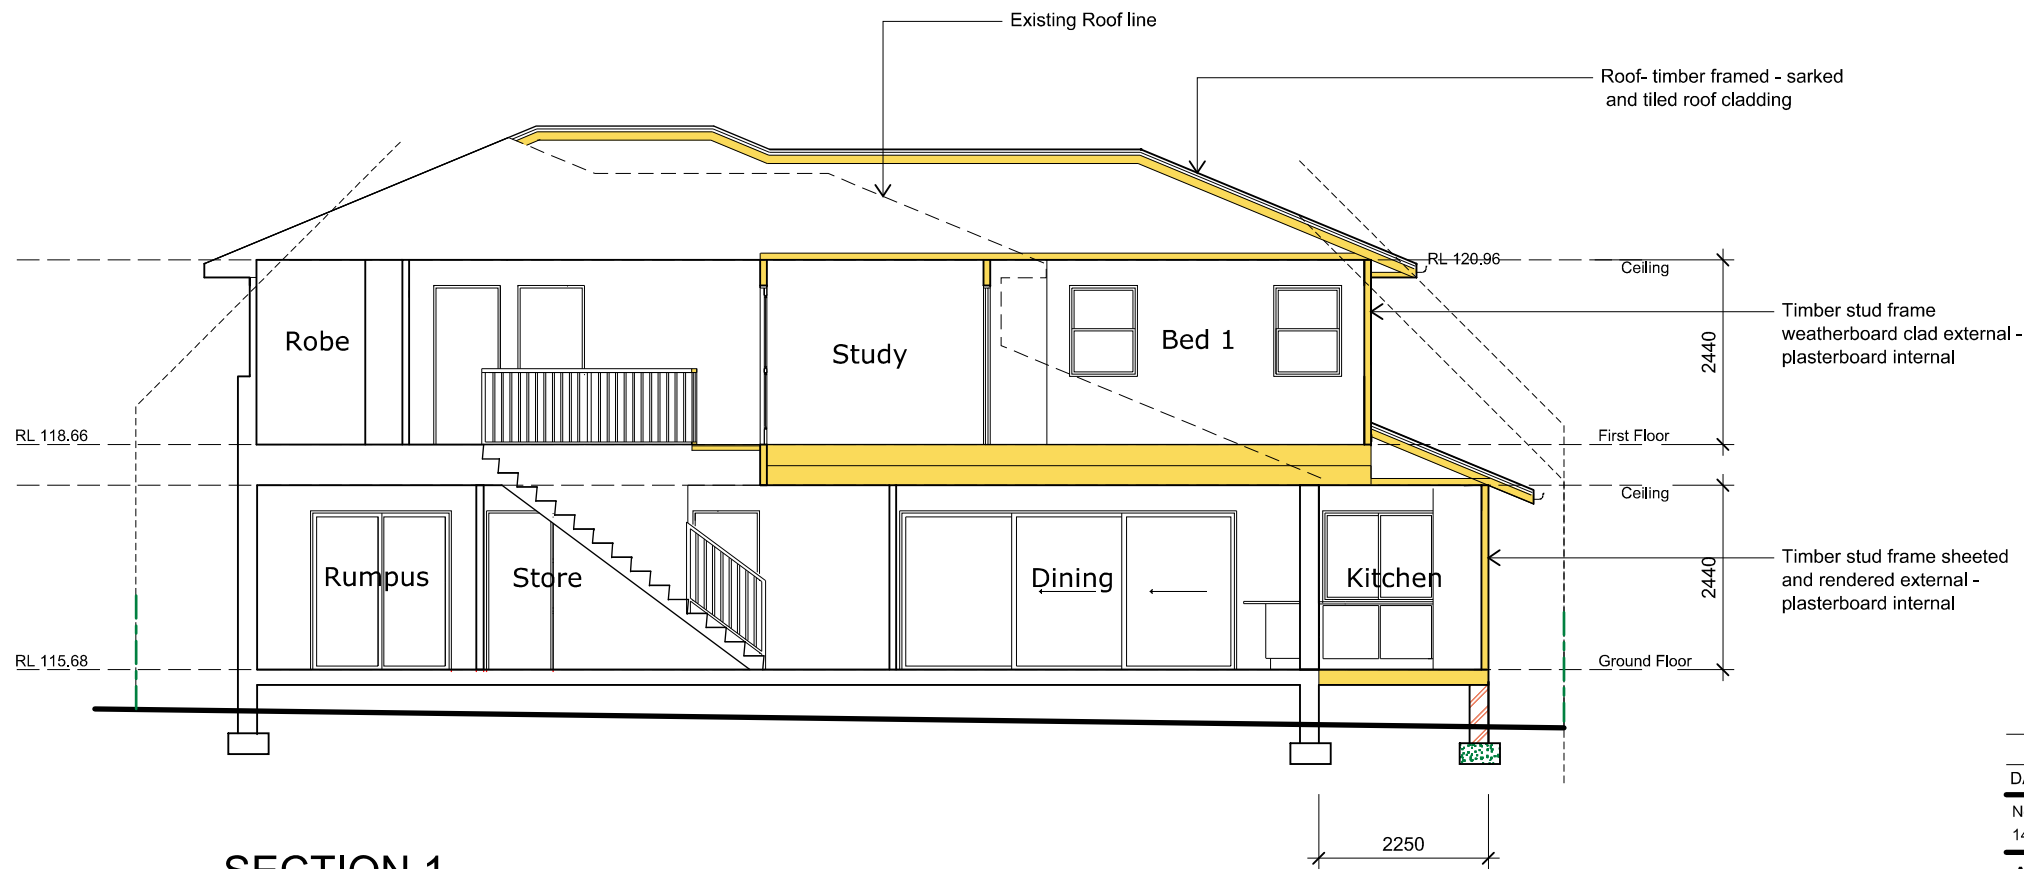 Existing Roof line
Roof- timber framed - sarked
and tiled roof cladding
RL 120.96
Ceiling
Timber stud frame
weatherboard clad external -
plasterboard internal
2440
Robe
Study
Bed 1
RL 118.66
First Floor
Ceiling
Timber stud frame sheeted
and rendered external -
plasterboard internal
2440
Rumpus
Store
Dining
Kitchen
RL 115.68
Ground Floor
2250
SECTION 1